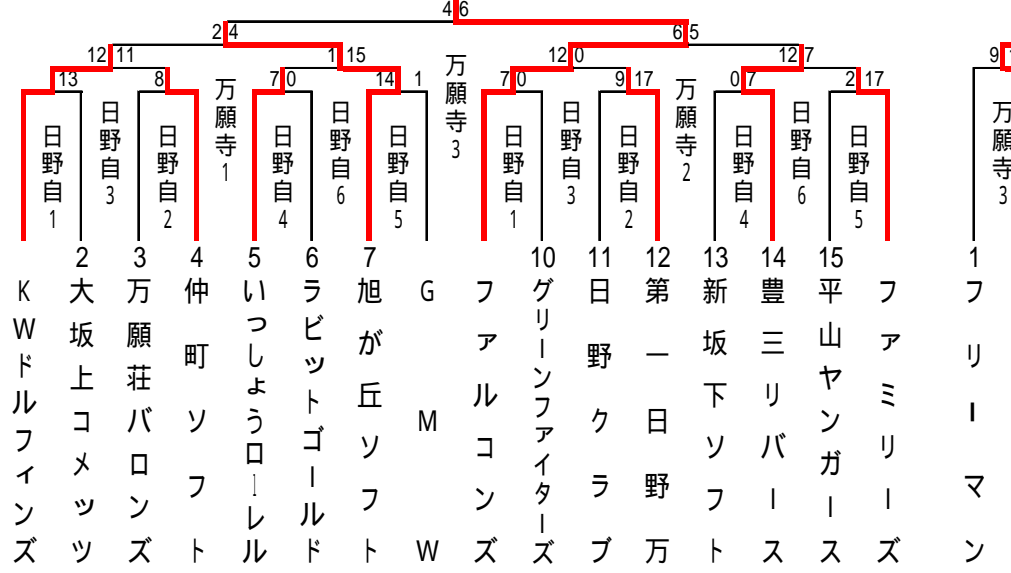 4 6
2 4
6 5
12 11
1 15
12 0
12 7
9 1
13
8
7 0
14 1
7 0
9 17
0 7
2 17
日野自1
日野自3
日野自2
万願寺1
日野自4
日野自6
日野自5
万願寺3
日野自1
日野自3
日野自2
万願寺2
日野自4
日野自6
日野自5
万願寺3
KWドルフィンズ
2 大坂上コメッツ
3 万願荘バロンズ
4 仲町ソフト
5 いっしょうローレル
6 ラビットゴールド
7 旭が丘ソフト
GMW
ファルコンズ
10 グリーンファイターズ
11 日野クラブ
12 第一日野万
13 新坂下ソフト
14 豊三リバース
15 平山ヤンガース
ファミリーズ
1 フリーマン